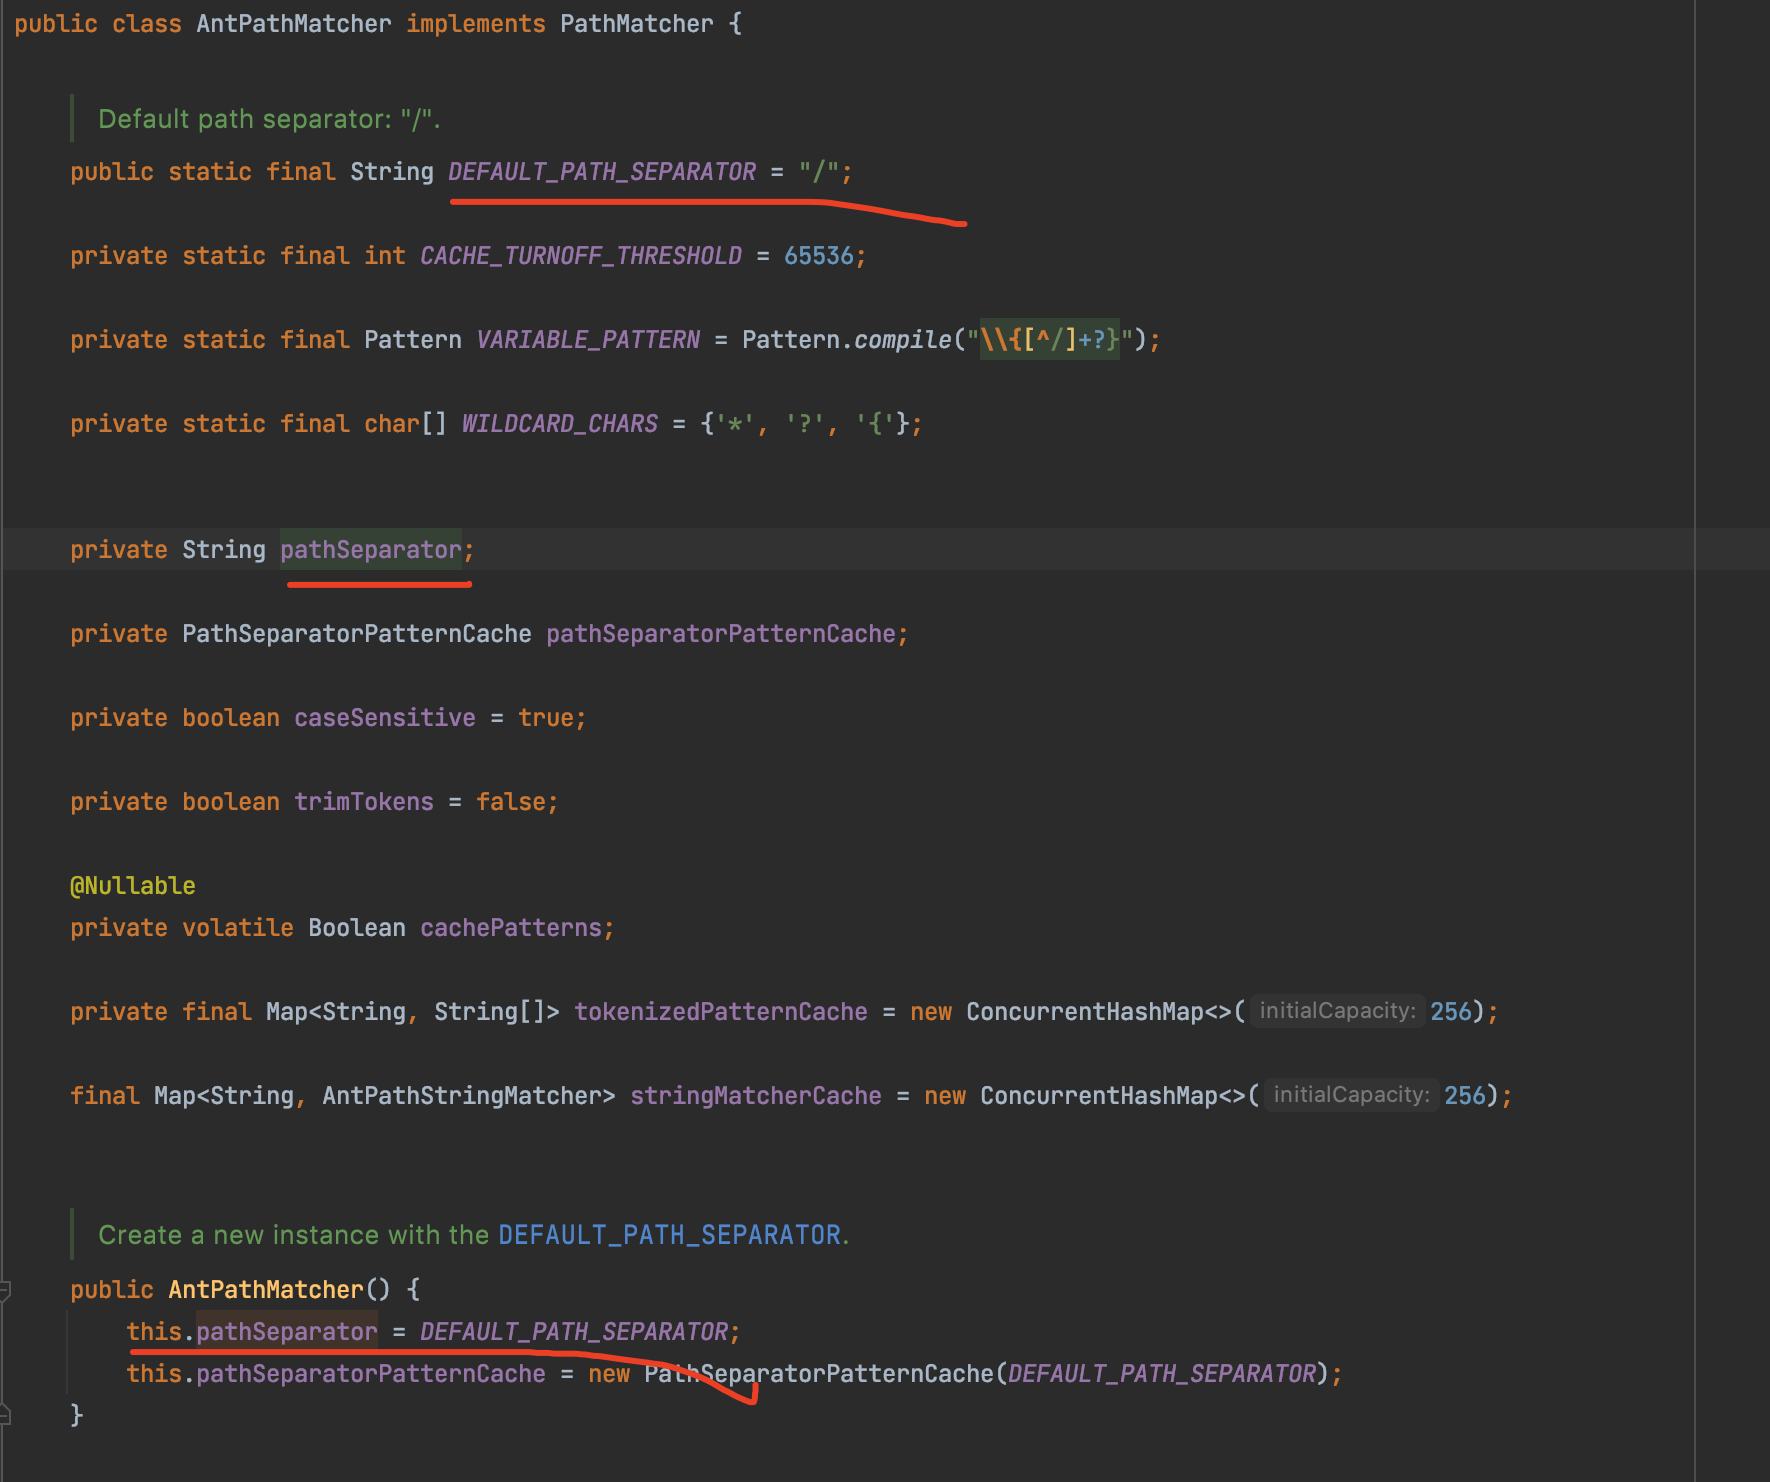 public class AntPathMatcher implements PathMatcher {
Default path separator: "/".
public static final String DEFAULT_PATH_SEPARATOR = "/";
private static final int CACHE_TURNOFF_THRESHOLD = 65536;
private static final Pattern VARIABLE_PATTERN = Pattern.compile("\\{[^/]+?}");
private static final char[] WILDCARD_CHARS = {'*', '?', '{'};
private String pathSeparator;
private PathSeparatorPatternCache pathSeparatorPatternCache;
private boolean caseSensitive = true;
private boolean trimTokens = false;
@Nullable
private volatile Boolean cachePatterns;
private final Map<String, String[]> tokenizedPatternCache = new ConcurrentHashMap<>( initialCapacity: 256);
final Map<String, AntPathStringMatcher> stringMatcherCache = new ConcurrentHashMap<>( initialCapacity: 256);
Create a new instance with the DEFAULT_PATH_SEPARATOR.
public AntPathMatcher() {
this.pathSeparator = DEFAULT_PATH_SEPARATOR;
this.pathSeparatorPatternCache = new PathSeparatorPatternCache(DEFAULT_PATH_SEPARATOR);
}